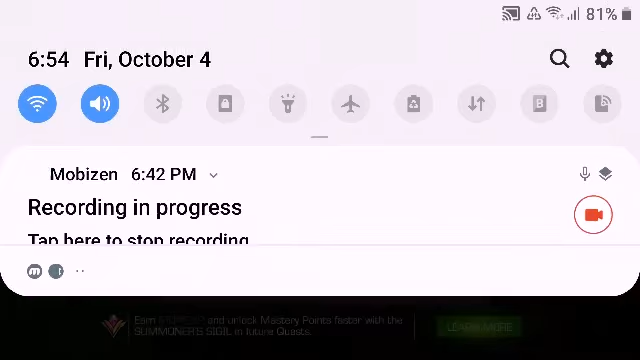 81%
6:54 Fri, October 4
Mobizen 6:42 PM
Recording in progress
Tap here to stop recording
Earn and unlock Mastery Points faster with the
SUMMONER'S SIGIL in future Quests.
LEARN MORE